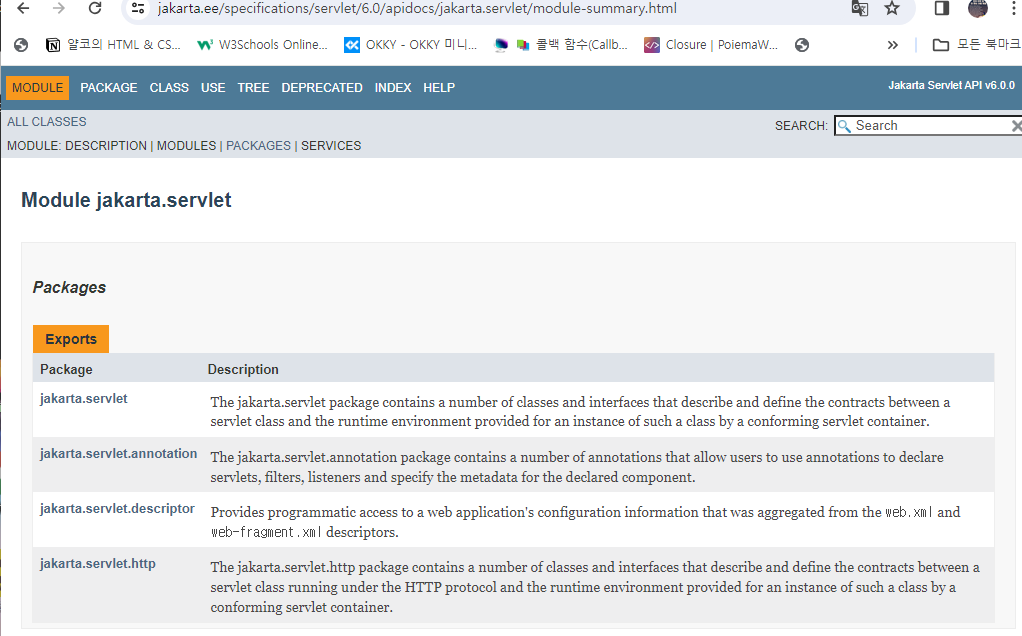 jakarta.ee/specifications/servlet/6.0/apidocs/jakarta.servlet/module-summary.html
얄코의 HTML & CS... W3Schools Online... OKKY - OKKY 미니... 콜백 함수(Callb... Closure | PoiemaW... » 모든 북마크
MODULE PACKAGE CLASS USE TREE DEPRECATED INDEX HELP Jakarta Servlet API v6.0.0
ALL CLASSES
SEARCH: Search
MODULE: DESCRIPTION | MODULES | PACKAGES | SERVICES
Module jakarta.servlet
Packages
Exports
Package Description
jakarta.servlet The jakarta.servlet package contains a number of classes and interfaces that describe and define the contracts between a
servlet class and the runtime environment provided for an instance of such a class by a conforming servlet container.
jakarta.servlet.annotation The jakarta.servlet.annotation package contains a number of annotations that allow users to use annotations to declare
servlets, filters, listeners and specify the metadata for the declared component.
jakarta.servlet.descriptor Provides programmatic access to a web application's configuration information that was aggregated from the web.xml and
web-fragment.xml descriptors.
jakarta.servlet.http The jakarta.servlet.http package contains a number of classes and interfaces that describe and define the contracts between a
servlet class running under the HTTP protocol and the runtime environment provided for an instance of such a class by a
conforming servlet container.